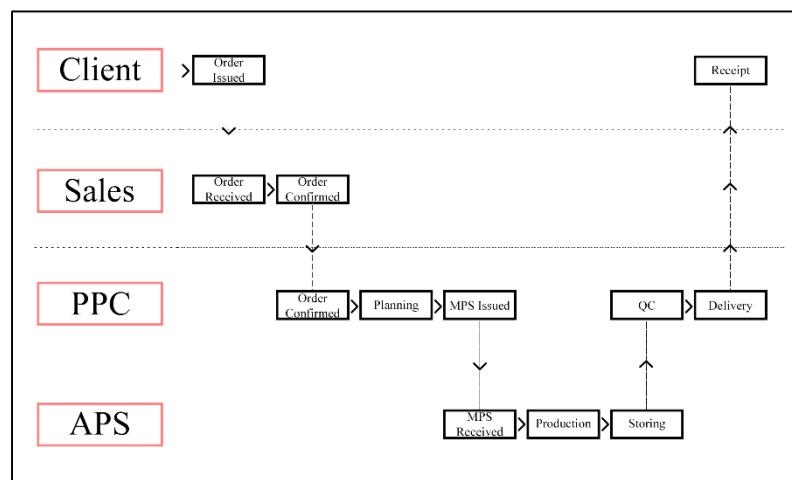 Client
Order
Issued
Receipt
Sales
Order
Received
Order
Confirmed
PPC
Order
Confirmed
Planning
MPS Issued
QC
Delivery
APS
MPS
Received
Production
Storing